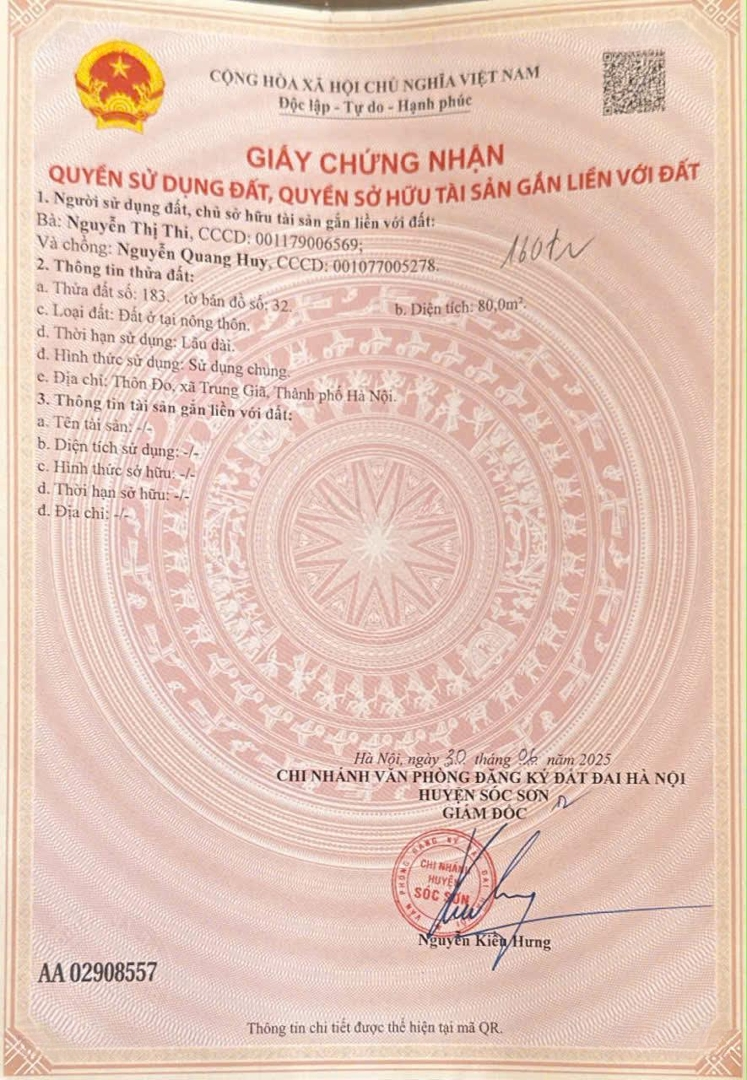 CỘNG HÒA XÃ HỘI CHỦ NGHĨA VIỆT NAM
Độc lập - Tự do - Hạnh phúc
GIẤY CHỨNG NHẬN
QUYỀN SỬ DỤNG ĐẤT, QUYỀN SỞ HỮU TÀI SẢN GẮN LIỀN VỚI ĐẤT
1. Người sử dụng đất, chủ sở hữu tài sản gắn liền với đất:
Bà: Nguyễn Thị Thi, CCCD: 001179006569;
Và chồng: Nguyễn Quang Huy, CCCD: 001077005278.
160tr
2. Thông tin thửa đất:
a. Thửa đất số: 183. tờ bản đồ số: 32. b. Diện tích: 80,0m².
c. Loại đất: Đất ở tại nông thôn.
d. Thời hạn sử dụng: Lâu dài.
đ. Hình thức sử dụng: Sử dụng chung.
e. Địa chỉ: Thôn Đo, xã Trung Giã, Thành phố Hà Nội.
3. Thông tin tài sản gắn liền với đất:
a. Tên tài sản: -/-
b. Diện tích sử dụng: -/-
c. Hình thức sở hữu: -/-
d. Thời hạn sở hữu: -/-
đ. Địa chỉ: -/-
Hà Nội, ngày 30 tháng 06 năm 2025
CHI NHÁNH VĂN PHÒNG ĐĂNG KÝ ĐẤT ĐAI HÀ NỘI
HUYỆN SÓC SƠN
GIÁM ĐỐC
CHI NHÁNH
HUYỆN
SÓC SƠN
Nguyễn Kiều Hưng
AA 02908557
Thông tin chi tiết được thể hiện tại mã QR.